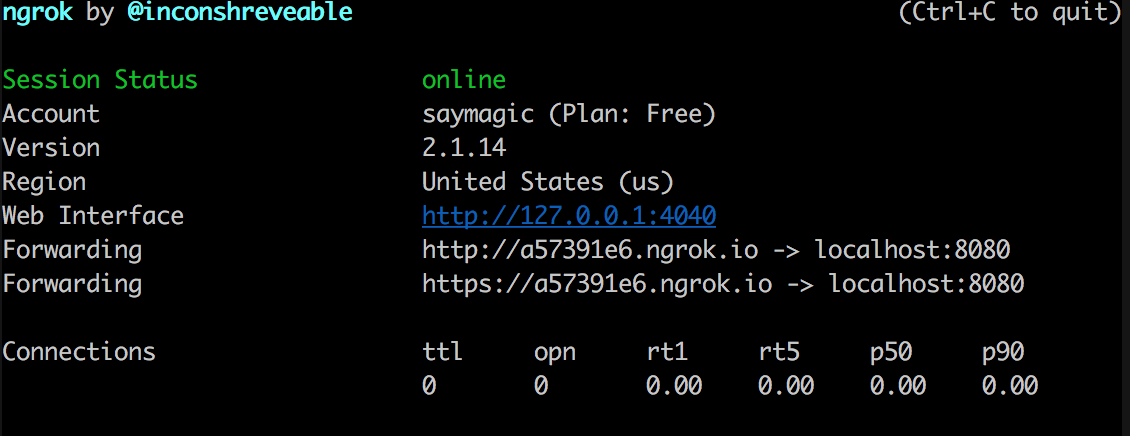 ngrok by @inconshreveable (Ctrl+C to quit)
Session Status online
Account saymagic (Plan: Free)
Version 2.1.14
Region United States (us)
Web Interface http://127.0.0.1:4040
Forwarding http://a57391e6.ngrok.io -> localhost:8080
Forwarding https://a57391e6.ngrok.io -> localhost:8080
Connections ttl opn rt1 rt5 p50 p90
0 0 0.00 0.00 0.00 0.00